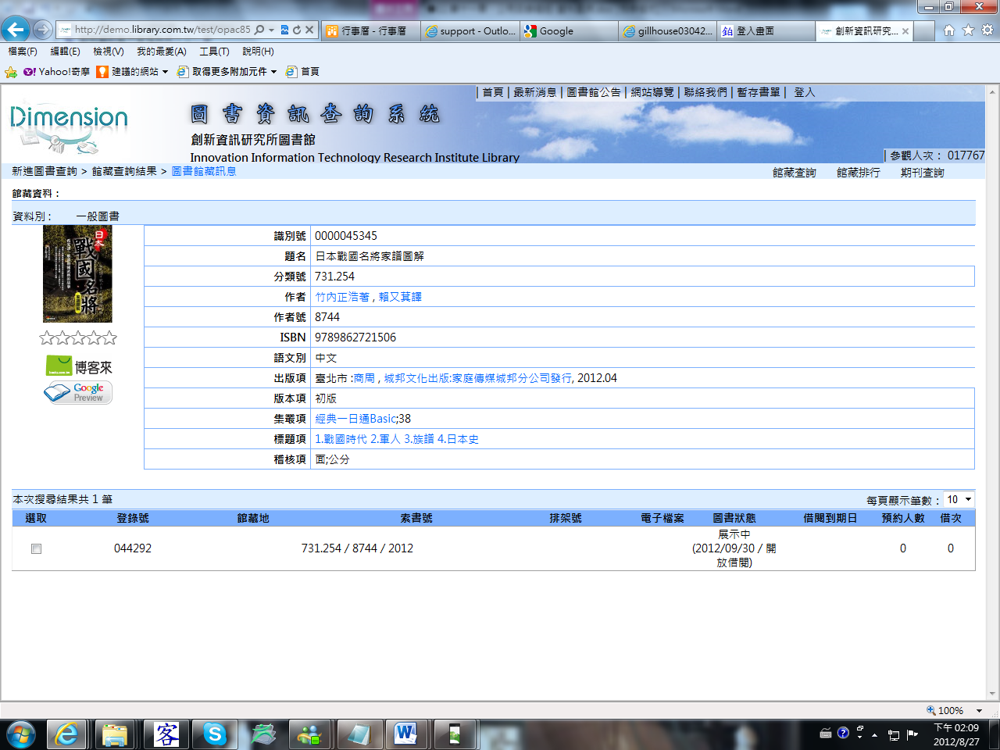 http://demo.library.com.tw/test/opac85
行事曆 - 行事曆
support - Outlo...
Google
gillhouse03042...
登入畫面
創新資訊研究...
檔案(F) 編輯(E) 檢視(V) 我的最愛(A) 工具(T) 說明(H)
Yahoo!奇摩 建議的網站 取得更多附加元件 首頁
| 首頁 | 最新消息 | 圖書館公告 | 網站導覽 | 聯絡我們 | 暫存書單 | 登入
Dimension
圖書資訊查詢系統
創新資訊研究所圖書館
Innovation Information Technology Research Institute Library
參觀人次： 017767
新進圖書查詢 > 館藏查詢結果 > 圖書館藏訊息
館藏查詢 館藏排行 期刊查詢
館藏資料：
資料別： 一般圖書
日本
戰國名將
識別號 0000045345
題名 日本戰國名將家譜圖解
分類號 731.254
作者 竹內正浩著 , 賴又萁譯
作者號 8744
ISBN 9789862721506
語文別 中文
出版項 臺北市 :商周 , 城邦文化出版:家庭傳媒城邦分公司發行, 2012.04
版本項 初版
集叢項 經典一日通Basic;38
標題項 1.戰國時代 2.軍人 3.族譜 4.日本史
稽核項 面;公分
博客來
Google
Preview
本次搜尋結果共 1 筆
每頁顯示筆數： 10
選取 登錄號 館藏地 索書號 排架號 電子檔案 圖書狀態 借閱到期日 預約人數 借次
044292 731.254 / 8744 / 2012 展示中 (2012/09/30 / 開放借閱) 0 0
100%
客
下午 02:09
2012/8/27